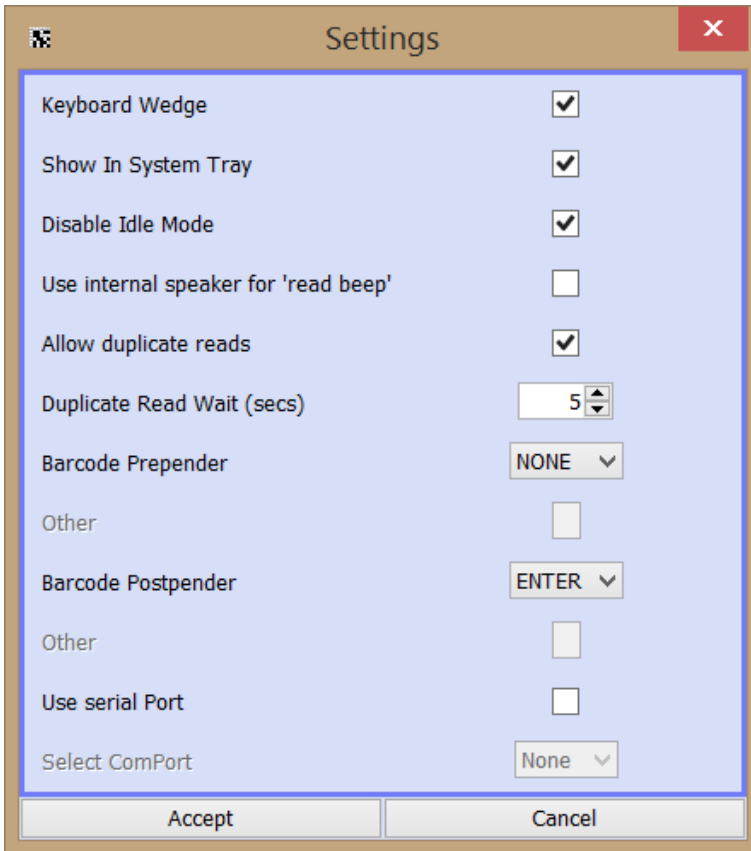 Settings
Keyboard Wedge
Show In System Tray
Disable Idle Mode
Use internal speaker for 'read beep'
Allow duplicate reads
Duplicate Read Wait (secs) 5
Barcode Prepender NONE
Other
Barcode Postpender ENTER
Other
Use serial Port
Select ComPort None
Accept Cancel